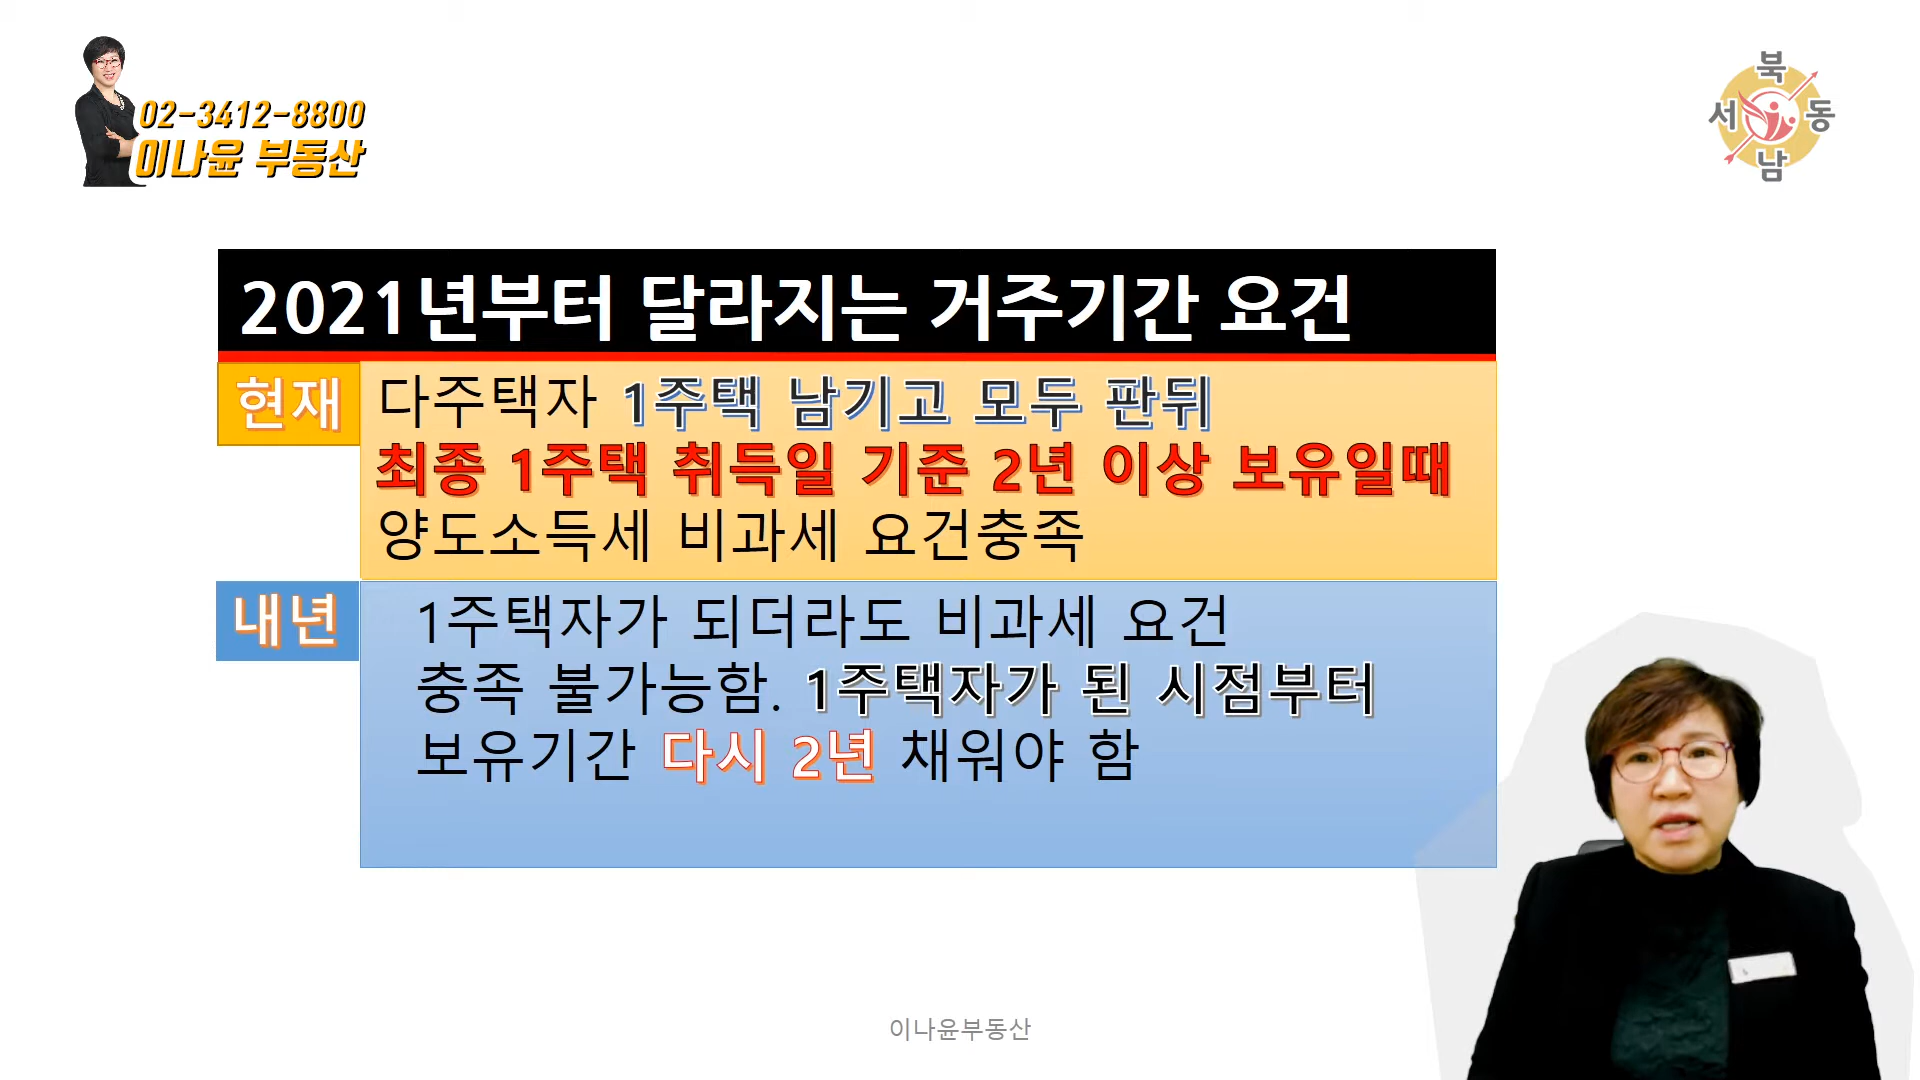 02-3412-8800
이나윤 부동산
북
서 동
남
2021년부터 달라지는 거주기간 요건
현재
다주택자 1주택 남기고 모두 판뒤
최종 1주택 취득일 기준 2년 이상 보유일때
양도소득세 비과세 요건충족
내년
1주택자가 되더라도 비과세 요건
충족 불가능함. 1주택자가 된 시점부터
보유기간 다시 2년 채워야 함
이나윤부동산